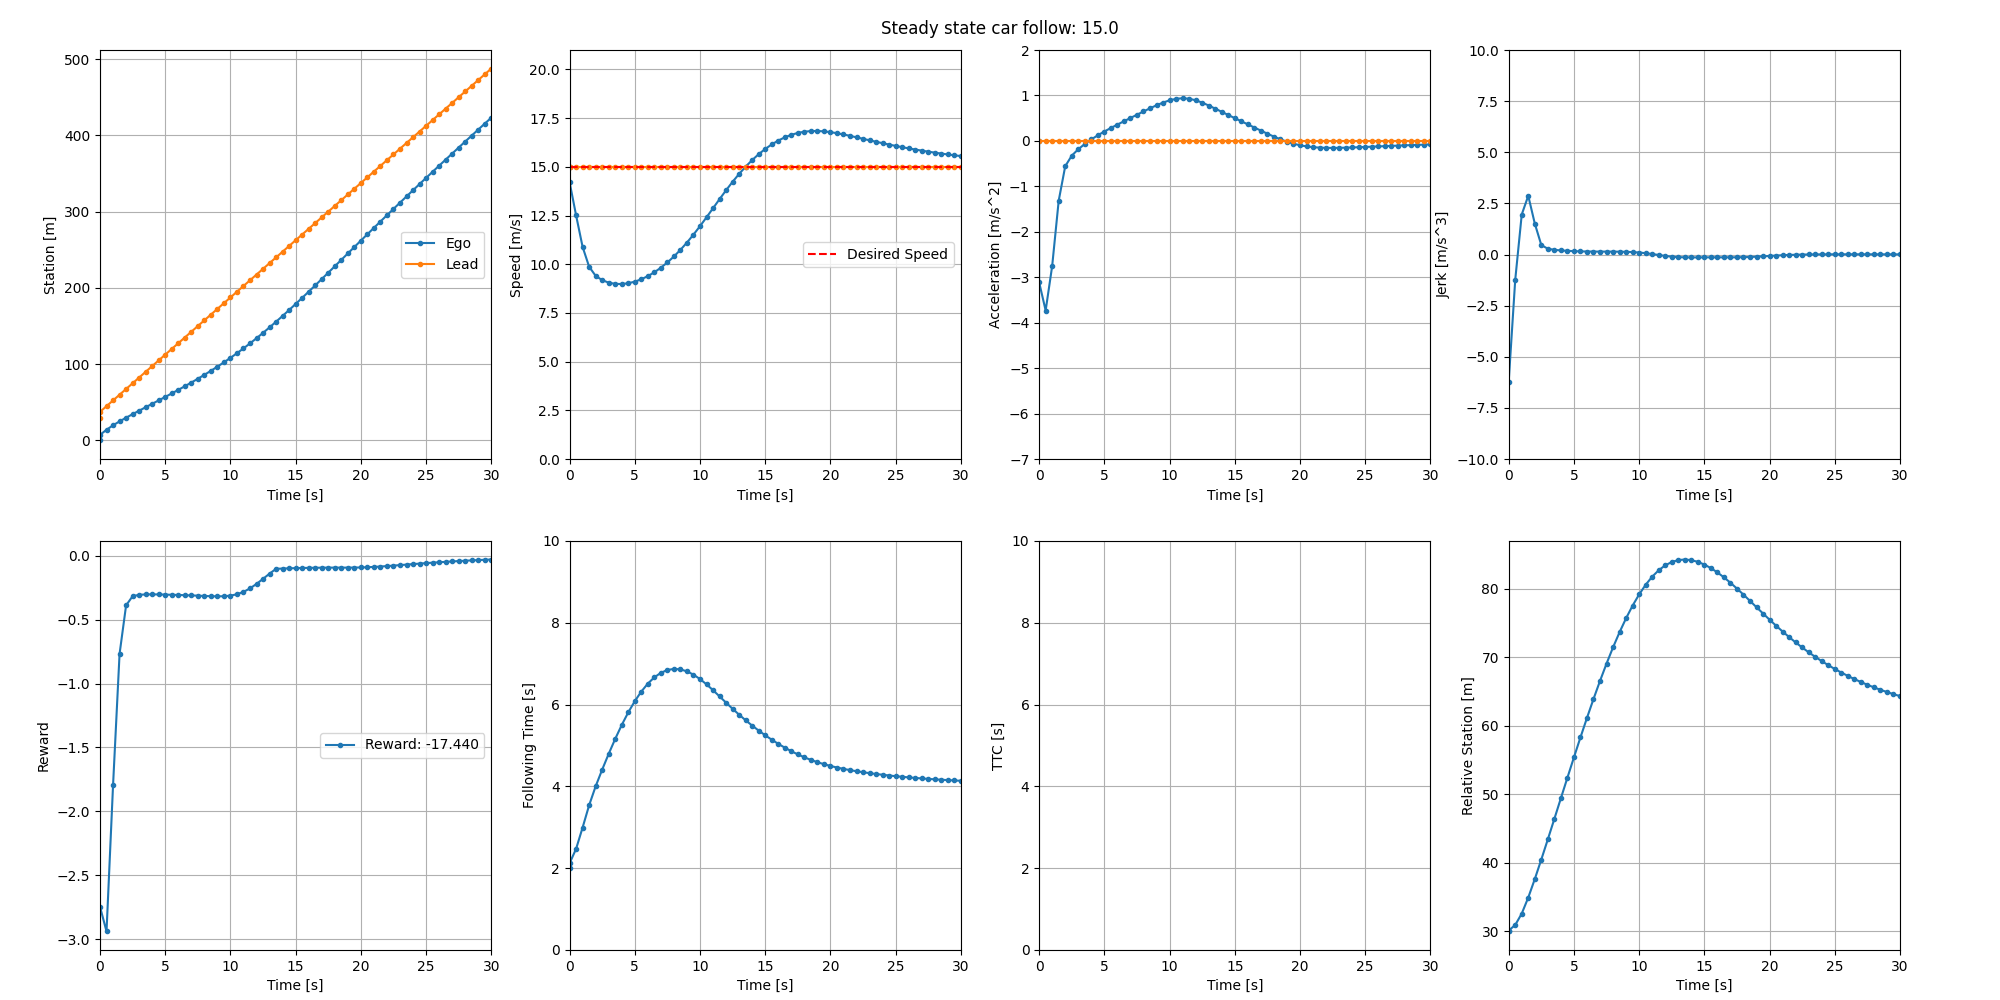 Steady state car follow: 15.0
Station [m]
500
400
300
200
100
0
Ego
Lead
0 5 10 15 20 25 30
Time [s]
Speed [m/s]
20.0
17.5
15.0
12.5
10.0
7.5
5.0
2.5
0.0
Desired Speed
0 5 10 15 20 25 30
Time [s]
Acceleration [m/s^2]
2
1
0
−1
−2
−3
−4
−5
−6
−7
0 5 10 15 20 25 30
Time [s]
Jerk [m/s^3]
10.0
7.5
5.0
2.5
0.0
−2.5
−5.0
−7.5
−10.0
0 5 10 15 20 25 30
Time [s]
Reward
0.0
−0.5
−1.0
−1.5
−2.0
−2.5
−3.0
Reward: -17.440
0 5 10 15 20 25 30
Time [s]
Following Time [s]
10
8
6
4
2
0
0 5 10 15 20 25 30
Time [s]
TTC [s]
10
8
6
4
2
0
0 5 10 15 20 25 30
Time [s]
Relative Station [m]
80
70
60
50
40
30
0 5 10 15 20 25 30
Time [s]